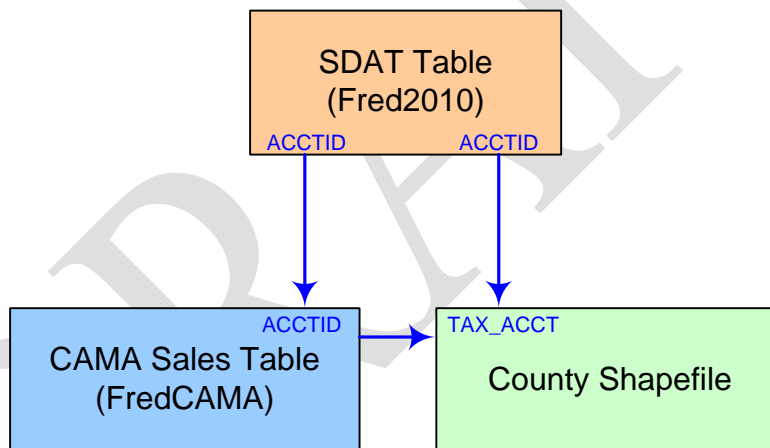 SDAT Table
(Fred2010)
ACCTID ACCTID
ACCTID
CAMA Sales Table
(FredCAMA)
TAX_ACCT
County Shapefile